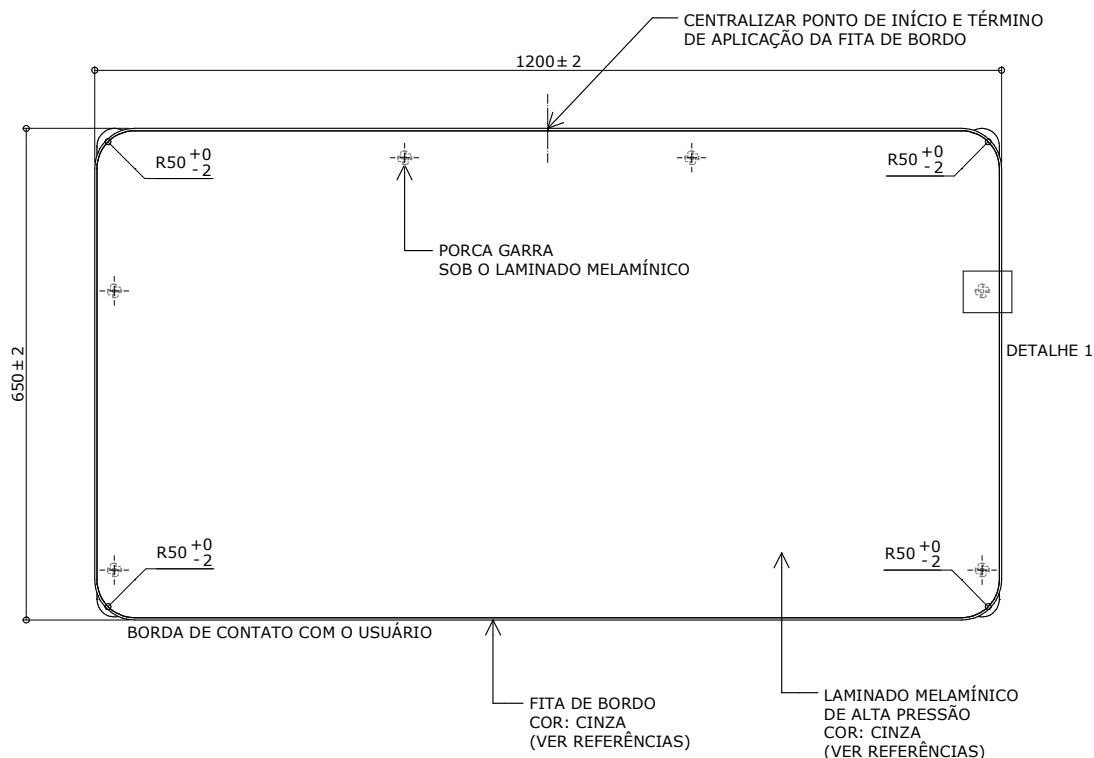 CENTRALIZAR PONTO DE INÍCIO E TÉRMINO
DE APLICAÇÃO DA FITA DE BORDO
1200± 2
R50 +0
-2
R50 +0
-2
PORCA GARRA
SOB O LAMINADO MELAMÍNICO
650± 2
DETALHE 1
R50 +0
-2
R50 +0
-2
BORDA DE CONTATO COM O USUÁRIO
FITA DE BORDO
COR: CINZA
(VER REFERÊNCIAS)
LAMINADO MELAMÍNICO
DE ALTA PRESSÃO
COR: CINZA
(VER REFERÊNCIAS)